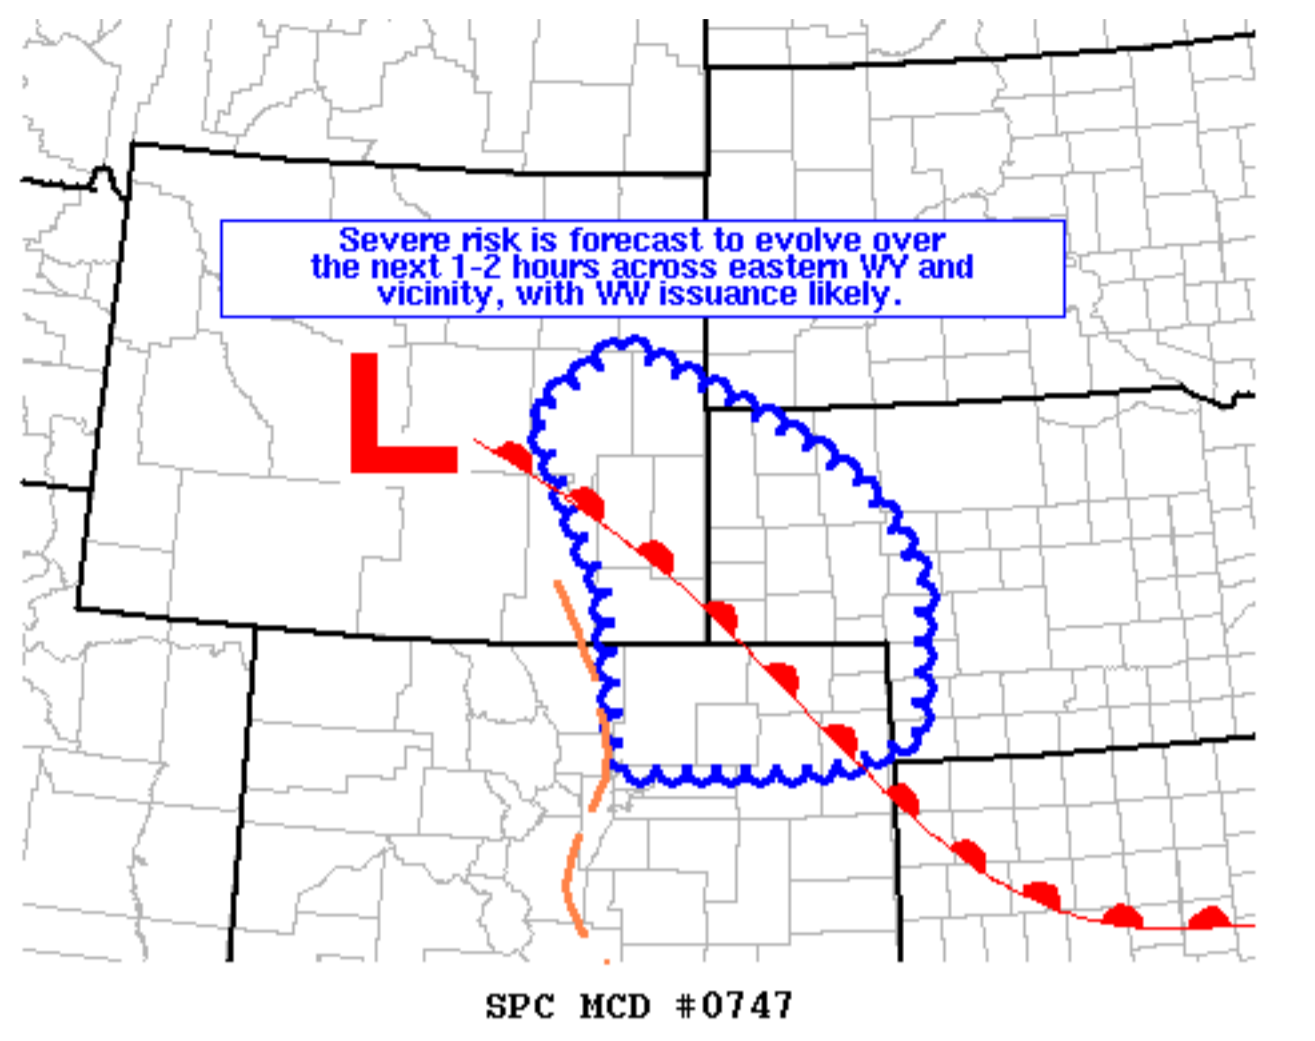 Severe risk is forecast to evolve over
the next 1-2 hours across eastern WY and
vicinity, with WW issuance likely.
L
SPC MCD #0747